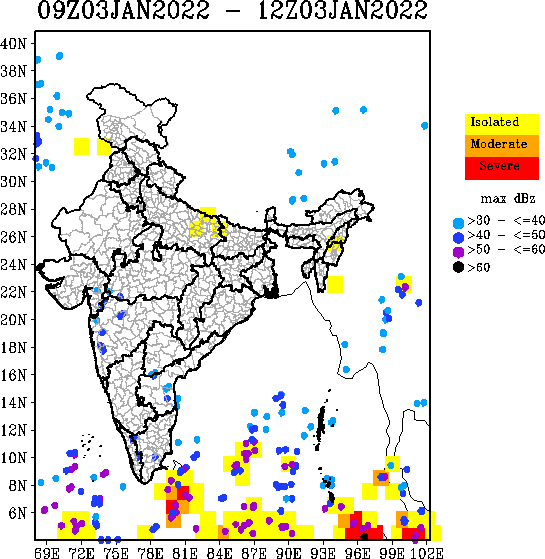 09Z03JAN2022 - 12Z03JAN2022
40N
38N
36N
34N
32N
30N
28N
26N
24N
22N
20N
18N
16N
14N
12N
10N
8N
6N
69E 72E 75E 78E 81E 84E 87E 90E 93E 96E 99E 102E
Isolated
Moderate
Severe
max dBz
>30 - <=40
>40 - <=50
>50 - <=60
>60